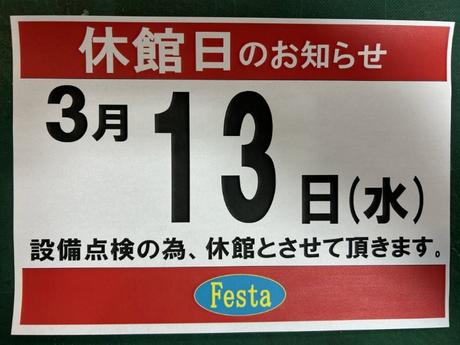 休館日のお知らせ
3月13日(水)
設備点検の為、休館とさせて頂きます。
Festa